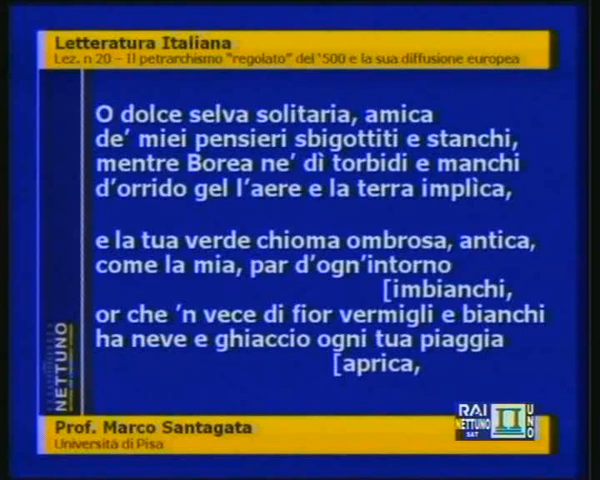 Letteratura Italiana
Lez. n 20 – Il petrarchismo "regolato" del '500 e la sua diffusione europea
O dolce selva solitaria, amica
de' miei pensieri sbigottiti e stanchi,
mentre Borea ne' dì torbidi e manchi
d'orrido gel l'aere e la terra implìca,
e la tua verde chioma ombrosa, antica,
come la mia, par d'ogn'intorno
[imbianchi,
or che 'n vece di fior vermigli e bianchi
ha neve e ghiaccio ogni tua piaggia
[aprica,
NETTUNO
Prof. Marco Santagata
Università di Pisa
RAI
NETTUNO
SAT
UNO